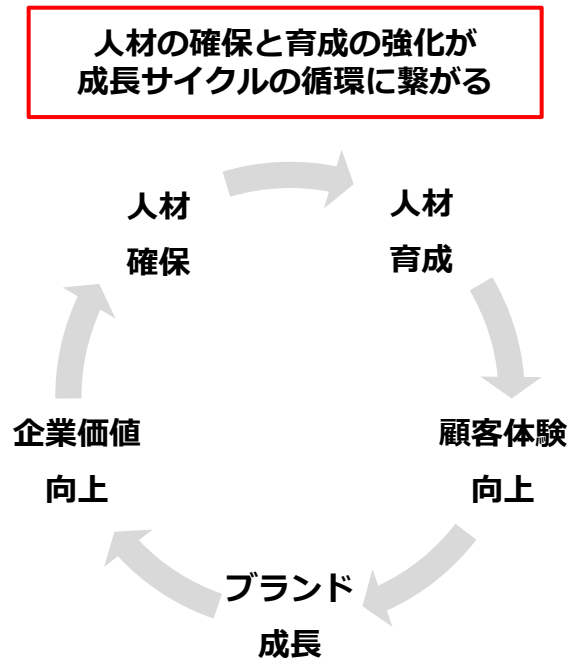 人材の確保と育成の強化が
成長サイクルの循環に繋がる
人材
確保
人材
育成
顧客体験
向上
ブランド
成長
企業価値
向上